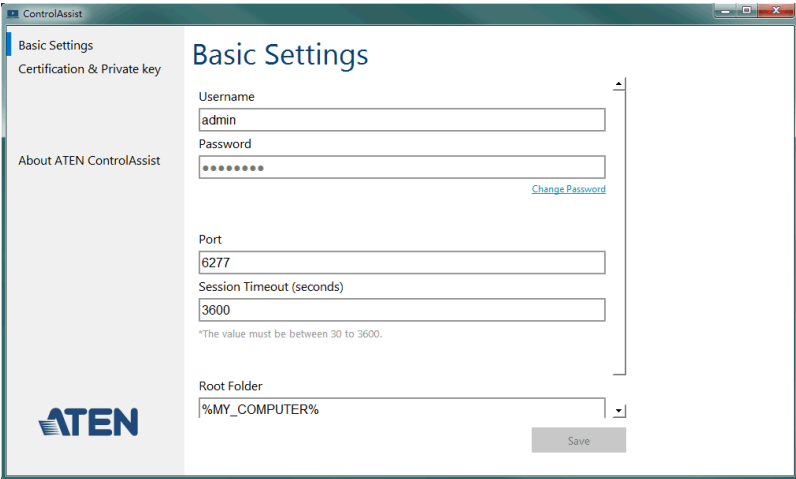 ControlAssist
Basic Settings
Certification & Private key
About ATEN ControlAssist
ATEN
Basic Settings
Username
admin
Password
••••••••
Change Password
Port
6277
Session Timeout (seconds)
3600
*The value must be between 30 to 3600.
Root Folder
%MY_COMPUTER%
Save